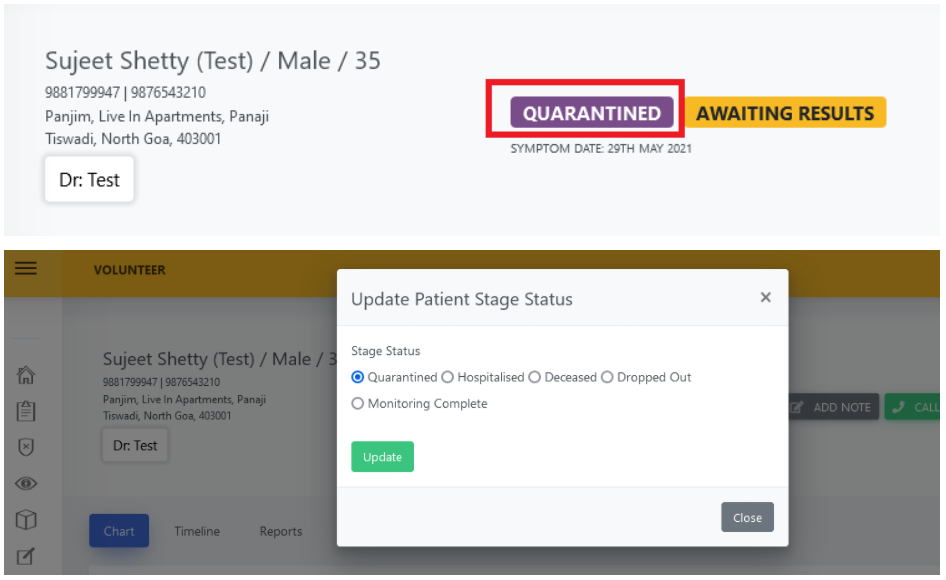 Sujeet Shetty (Test) / Male / 35
9881799947 | 9876543210
Panjim, Live In Apartments, Panaji
Tiswadi, North Goa, 403001
Dr: Test
QUARANTINED AWAITING RESULTS
SYMPTOM DATE: 29TH MAY 2021
VOLUNTEER
Sujeet Shetty (Test) / Male / 3
9881799947 | 9876543210
Panjim, Live In Apartments, Panaji
Tiswadi, North Goa, 403001
Dr: Test
Chart Timeline Reports
Update Patient Stage Status ×
Stage Status
Quarantined Hospitalised Deceased Dropped Out
Monitoring Complete
Update
Close
ADD NOTE CALL